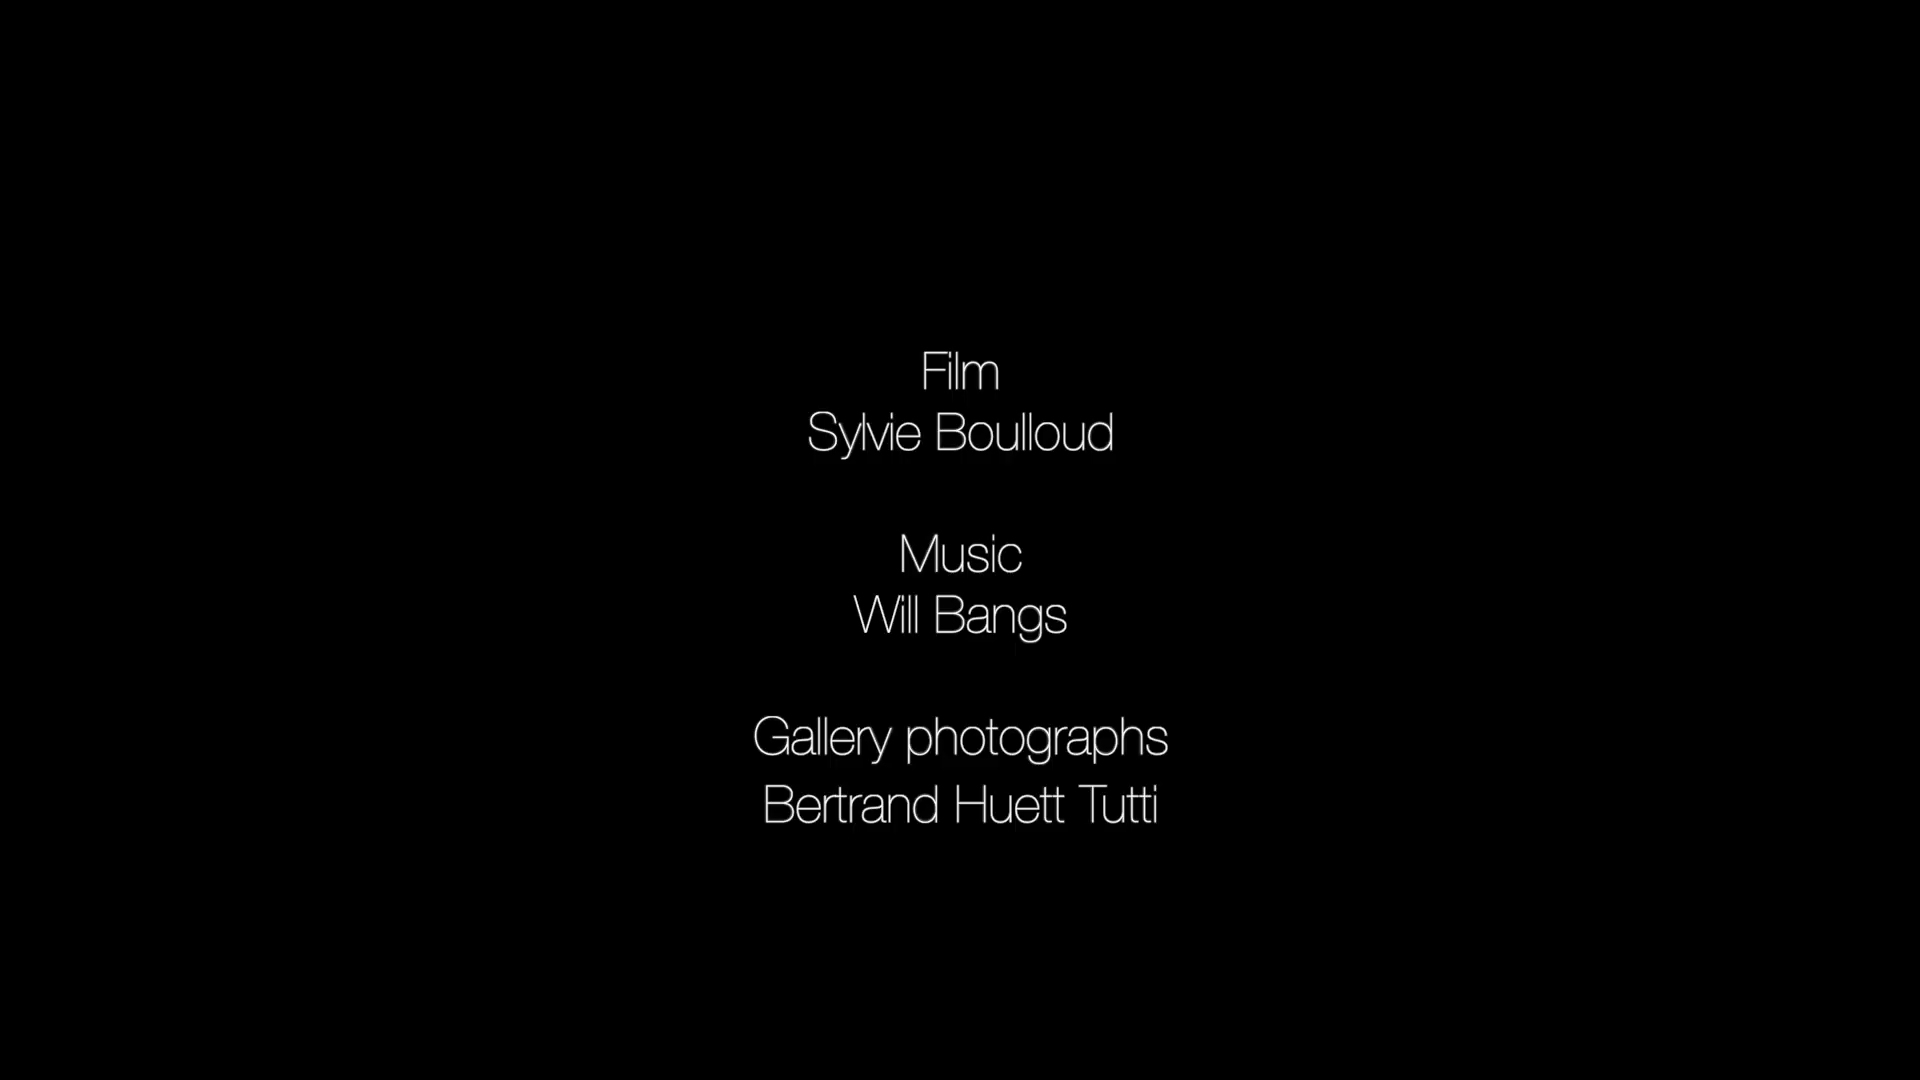 Film
Sylvie Boulloud
Music
Will Bangs
Gallery photographs
Bertrand Huett Tutti